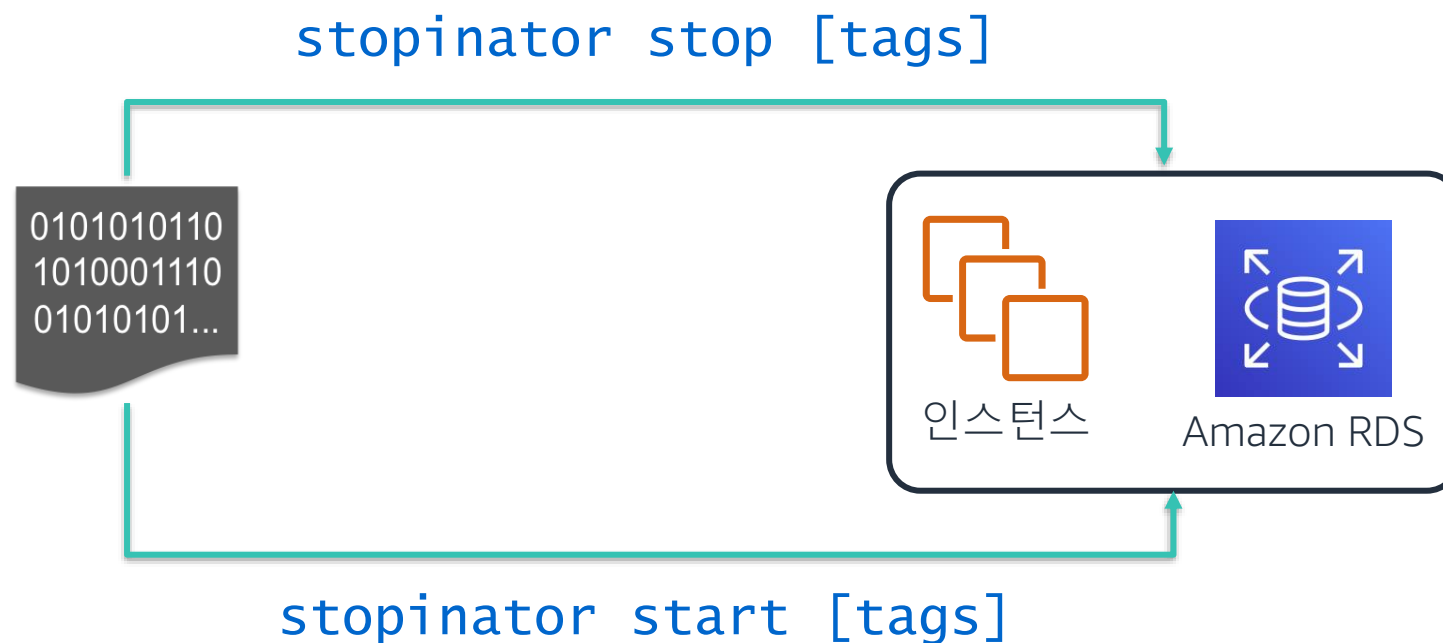 stopinator stop [tags]
0101010110
1010001110
01010101...
인스턴스
Amazon RDS
stopinator start [tags]